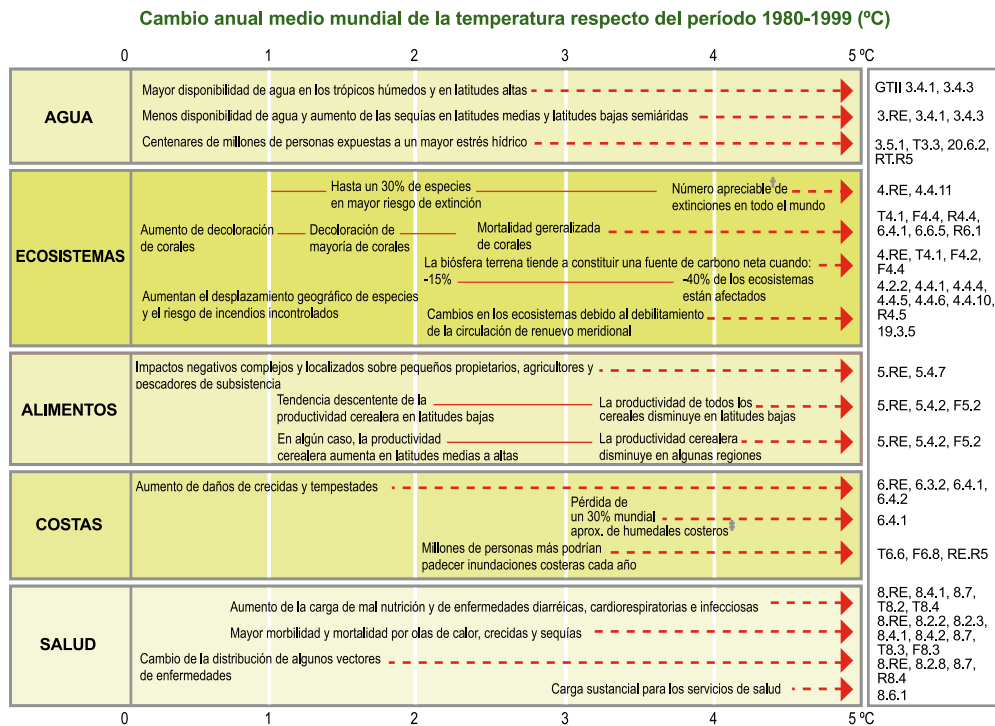 Cambio anual medio mundial de la temperatura respecto del período 1980-1999 (ºC)
0 1 2 3 4 5 ºC
AGUA
Mayor disponibilidad de agua en los trópicos húmedos y en latitudes altas
GTII 3.4.1, 3.4.3
Menos disponibilidad de agua y aumento de las sequías en latitudes medias y latitudes bajas semiáridas
3.RE, 3.4.1, 3.4.3
Centenares de millones de personas expuestas a un mayor estrés hídrico
3.5.1, T3.3, 20.6.2,
RT.R5
ECOSISTEMAS
Hasta un 30% de especies
en mayor riesgo de extinción
Número apreciable de
extinciones en todo el mundo
†
4.RE, 4.4.11
Aumento de decoloración
de corales
Decoloración de
mayoría de corales
Mortalidad gereralizada
de corales
T4.1, F4.4, R4.4,
6.4.1, 6.6.5, R6.1
La biósfera terrena tiende a constituir una fuente de carbono neta cuando:
-15%
-40% de los ecosistemas
están afectados
4.RE, T4.1, F4.2,
F4.4
Aumentan el desplazamiento geográfico de especies
y el riesgo de incendios incontrolados
4.2.2, 4.4.1, 4.4.4,
4.4.5, 4.4.6, 4.4.10,
R4.5
Cambios en los ecosistemas debido al debilitamiento
de la circulación de renuevo meridional
19.3.5
ALIMENTOS
Impactos negativos complejos y localizados sobre pequeños propietarios, agricultores y
pescadores de subsistencia
5.RE, 5.4.7
Tendencia descentente de la
productividad cerealera en latitudes bajas
La productividad de todos los
cereales disminuye en latitudes bajas
5.RE, 5.4.2, F5.2
En algún caso, la productividad
cerealera aumenta en latitudes medias a altas
La productividad cerealera
disminuye en algunas regiones
5.RE, 5.4.2, F5.2
COSTAS
Aumento de daños de crecidas y tempestades
6.RE, 6.3.2, 6.4.1,
6.4.2
Pérdida de
un 30% mundial
aprox. de humedales costeros‡
6.4.1
Millones de personas más podrían
padecer inundaciones costeras cada año
T6.6, F6.8, RE.R5
SALUD
Aumento de la carga de mal nutrición y de enfermedades diarréicas, cardiorespiratorias e infecciosas
8.RE, 8.4.1, 8.7,
T8.2, T8.4
Mayor morbilidad y mortalidad por olas de calor, crecidas y sequías
8.RE, 8.2.2, 8.2.3,
8.4.1, 8.4.2, 8.7,
T8.3, F8.3
Cambio de la distribución de algunos vectores
de enfermedades
8.RE, 8.2.8, 8.7,
R8.4
Carga sustancial para los servicios de salud
8.6.1
0 1 2 3 4 5 ºC